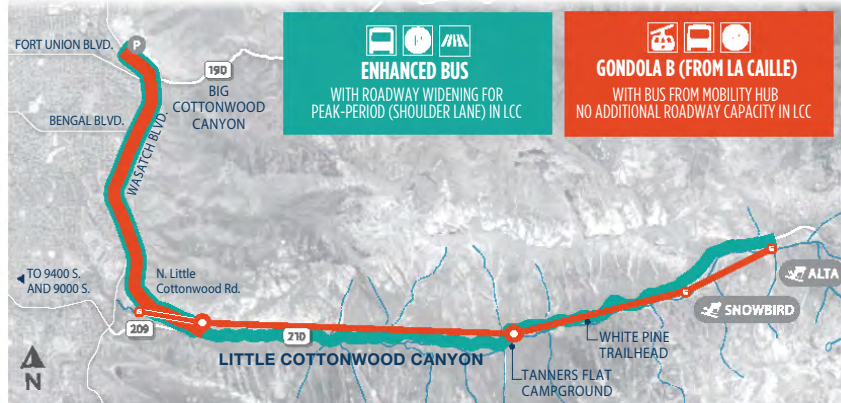 FORT UNION BLVD.
P
190
BIG
COTTONWOOD
CANYON
BENGAL BLVD.
WASATCH BLVD.
ENHANCED BUS
WITH ROADWAY WIDENING FOR
PEAK-PERIOD (SHOULDER LANE) IN LCC
GONDOLA B (FROM LA CAILLE)
WITH BUS FROM MOBILITY HUB
NO ADDITIONAL ROADWAY CAPACITY IN LCC
TO 9400 S.
AND 9000 S.
N. Little
Cottonwood Rd.
209
210
LITTLE COTTONWOOD CANYON
TANNERS FLAT
CAMPGROUND
WHITE PINE
TRAILHEAD
SNOWBIRD
ALTA
N